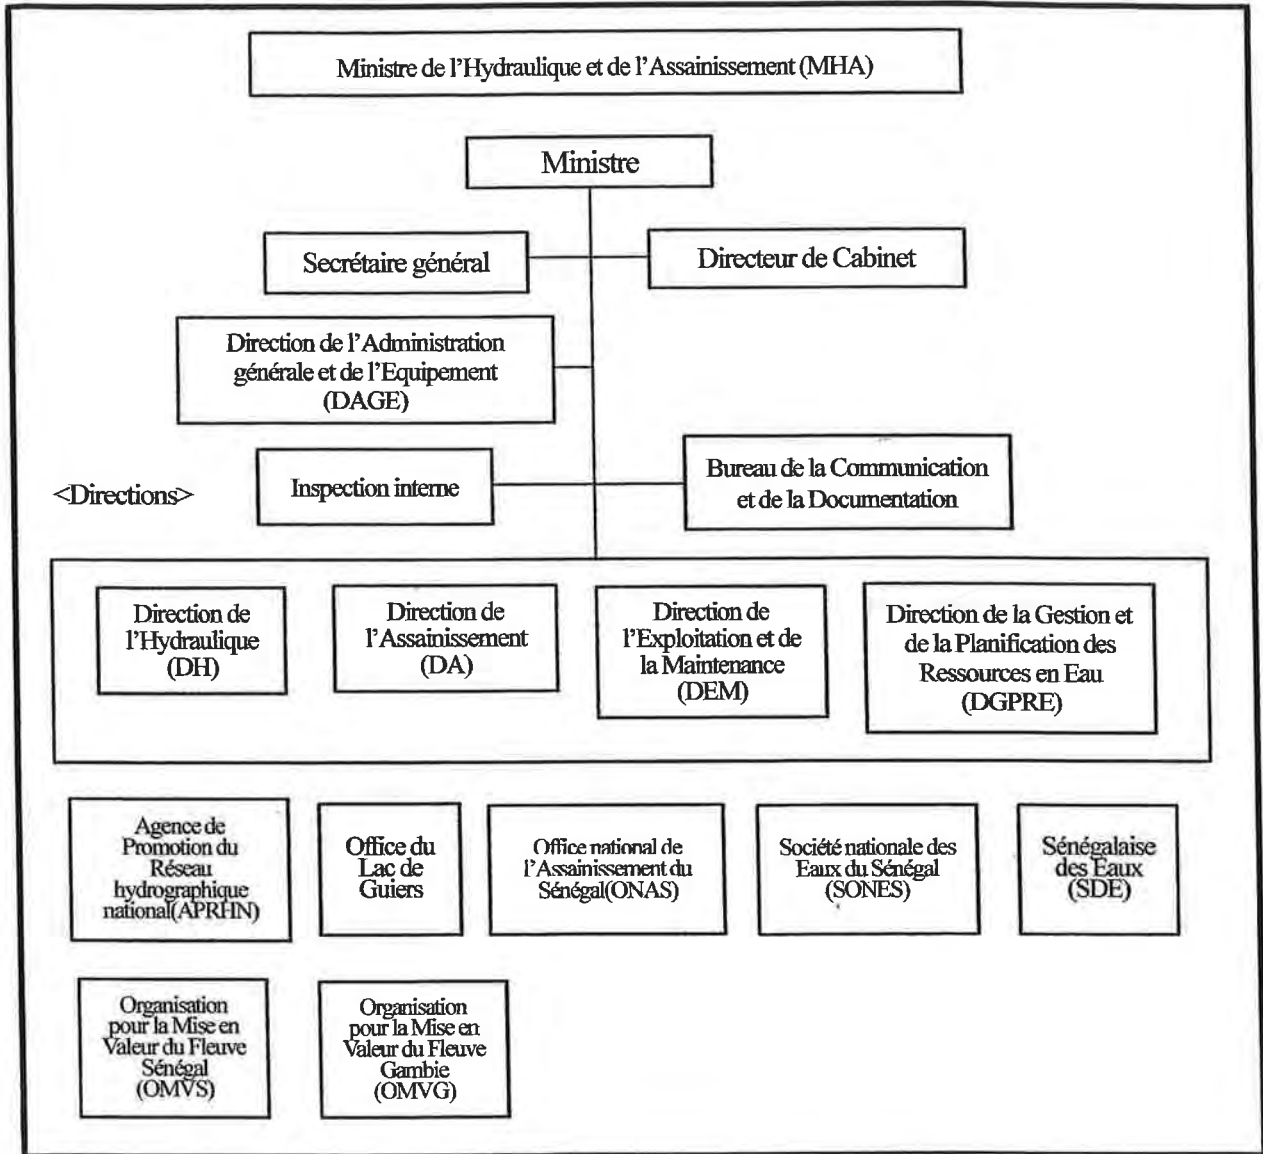 Ministre de l'Hydraulique et de l'Assainissement (MHA)
Ministre
Secrétaire général
Directeur de Cabinet
Direction de l'Administration
générale et de l'Equipement
(DAGE)
Inspection interne
Bureau de la Communication
et de la Documentation
<Directions>
Direction de
l'Hydraulique
(DH)
Direction de
l'Assainissement
(DA)
Direction de
l'Exploitation et de
la Maintenance
(DEM)
Direction de la Gestion et
de la Planification des
Ressources en Eau
(DGPRE)
Agence de
Promotion du
Réseau
hydrographique
national(APRHN)
Office du
Lac de
Guiers
Office national de
l'Assainissement du
Sénégal(ONAS)
Société nationale des
Eaux du Sénégal
(SONES)
Sénégalaise
des Eaux
(SDE)
Organisation
pour la Mise en
Valeur du Fleuve
Sénégal
(OMVS)
Organisation
pour la Mise en
Valeur du Fleuve
Gambie
(OMVG)